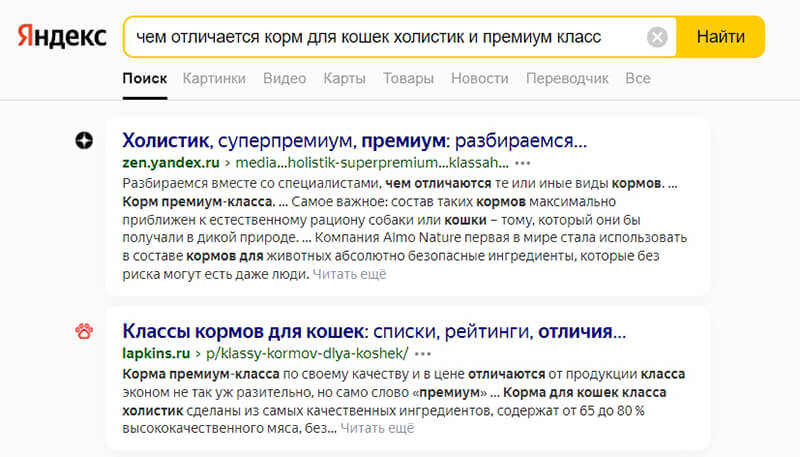 Яндекс
чем отличается корм для кошек холистик и премиум класс
Найти
Поиск Картинки Видео Карты Товары Новости Переводчик Все
Холистик, суперпремиум, премиум: разбираемся...
zen.yandex.ru › media...holistik-superpremium...klassah...
Разбираемся вместе со специалистами, чем отличаются те или иные виды кормов. ...
Корм премиум-класса. ... Самое важное: состав таких кормов максимально
приближен к естественному рациону собаки или кошки – тому, который они бы
получали в дикой природе. ... Компания Almo Nature первая в мире стала использовать
в составе кормов для животных абсолютно безопасные ингредиенты, которые без
риска могут есть даже люди. Читать ещё
Классы кормов для кошек: списки, рейтинги, отличия...
lapkins.ru › p/klassy-kormov-dlya-koshek/
Корма премиум-класса по своему качеству и в цене отличаются от продукции класса
эконом не так уж разительно, но само слово «премиум» ... Корма для кошек класса
холистик сделаны из самых качественных ингредиентов, содержат от 65 до 80 %
высококачественного мяса, без... Читать ещё